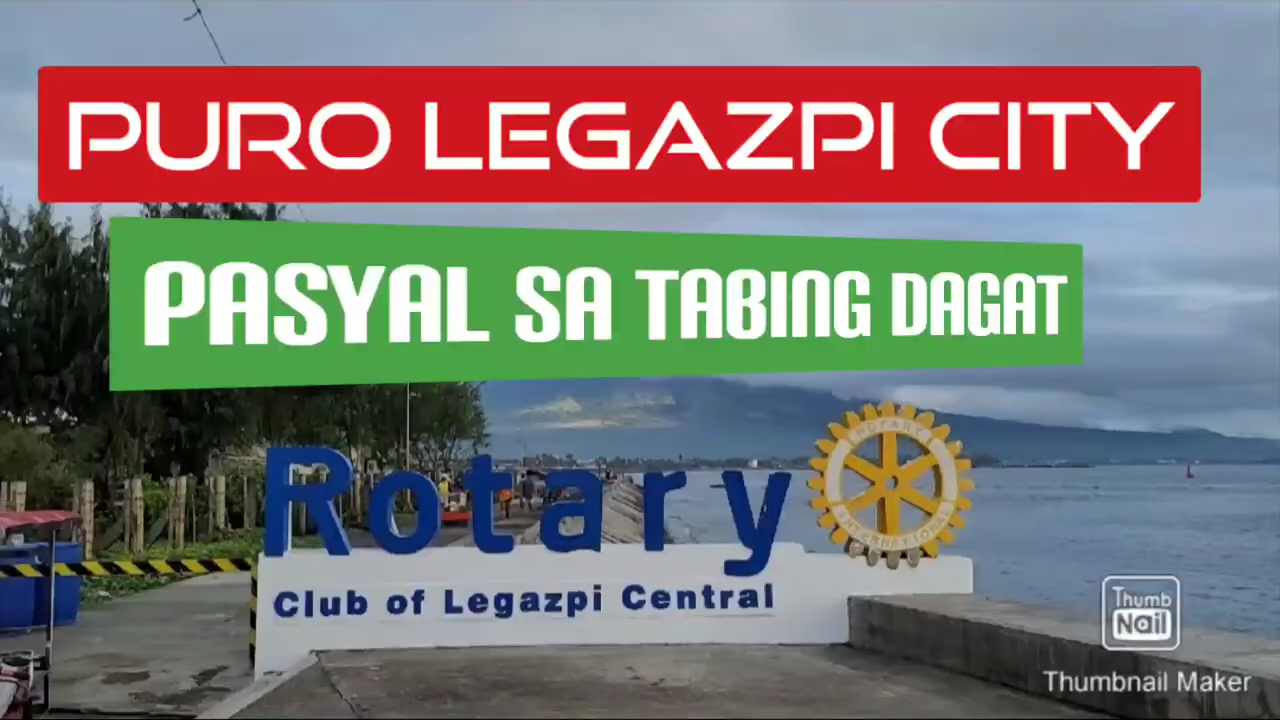 PURO LEGAZPI CITY
PASYAL SA TABING DAGAT
Rotary
ROTARY
INTERNATIONAL
Club of Legazpi Central
Thumb
Nail
Thumbnail Maker